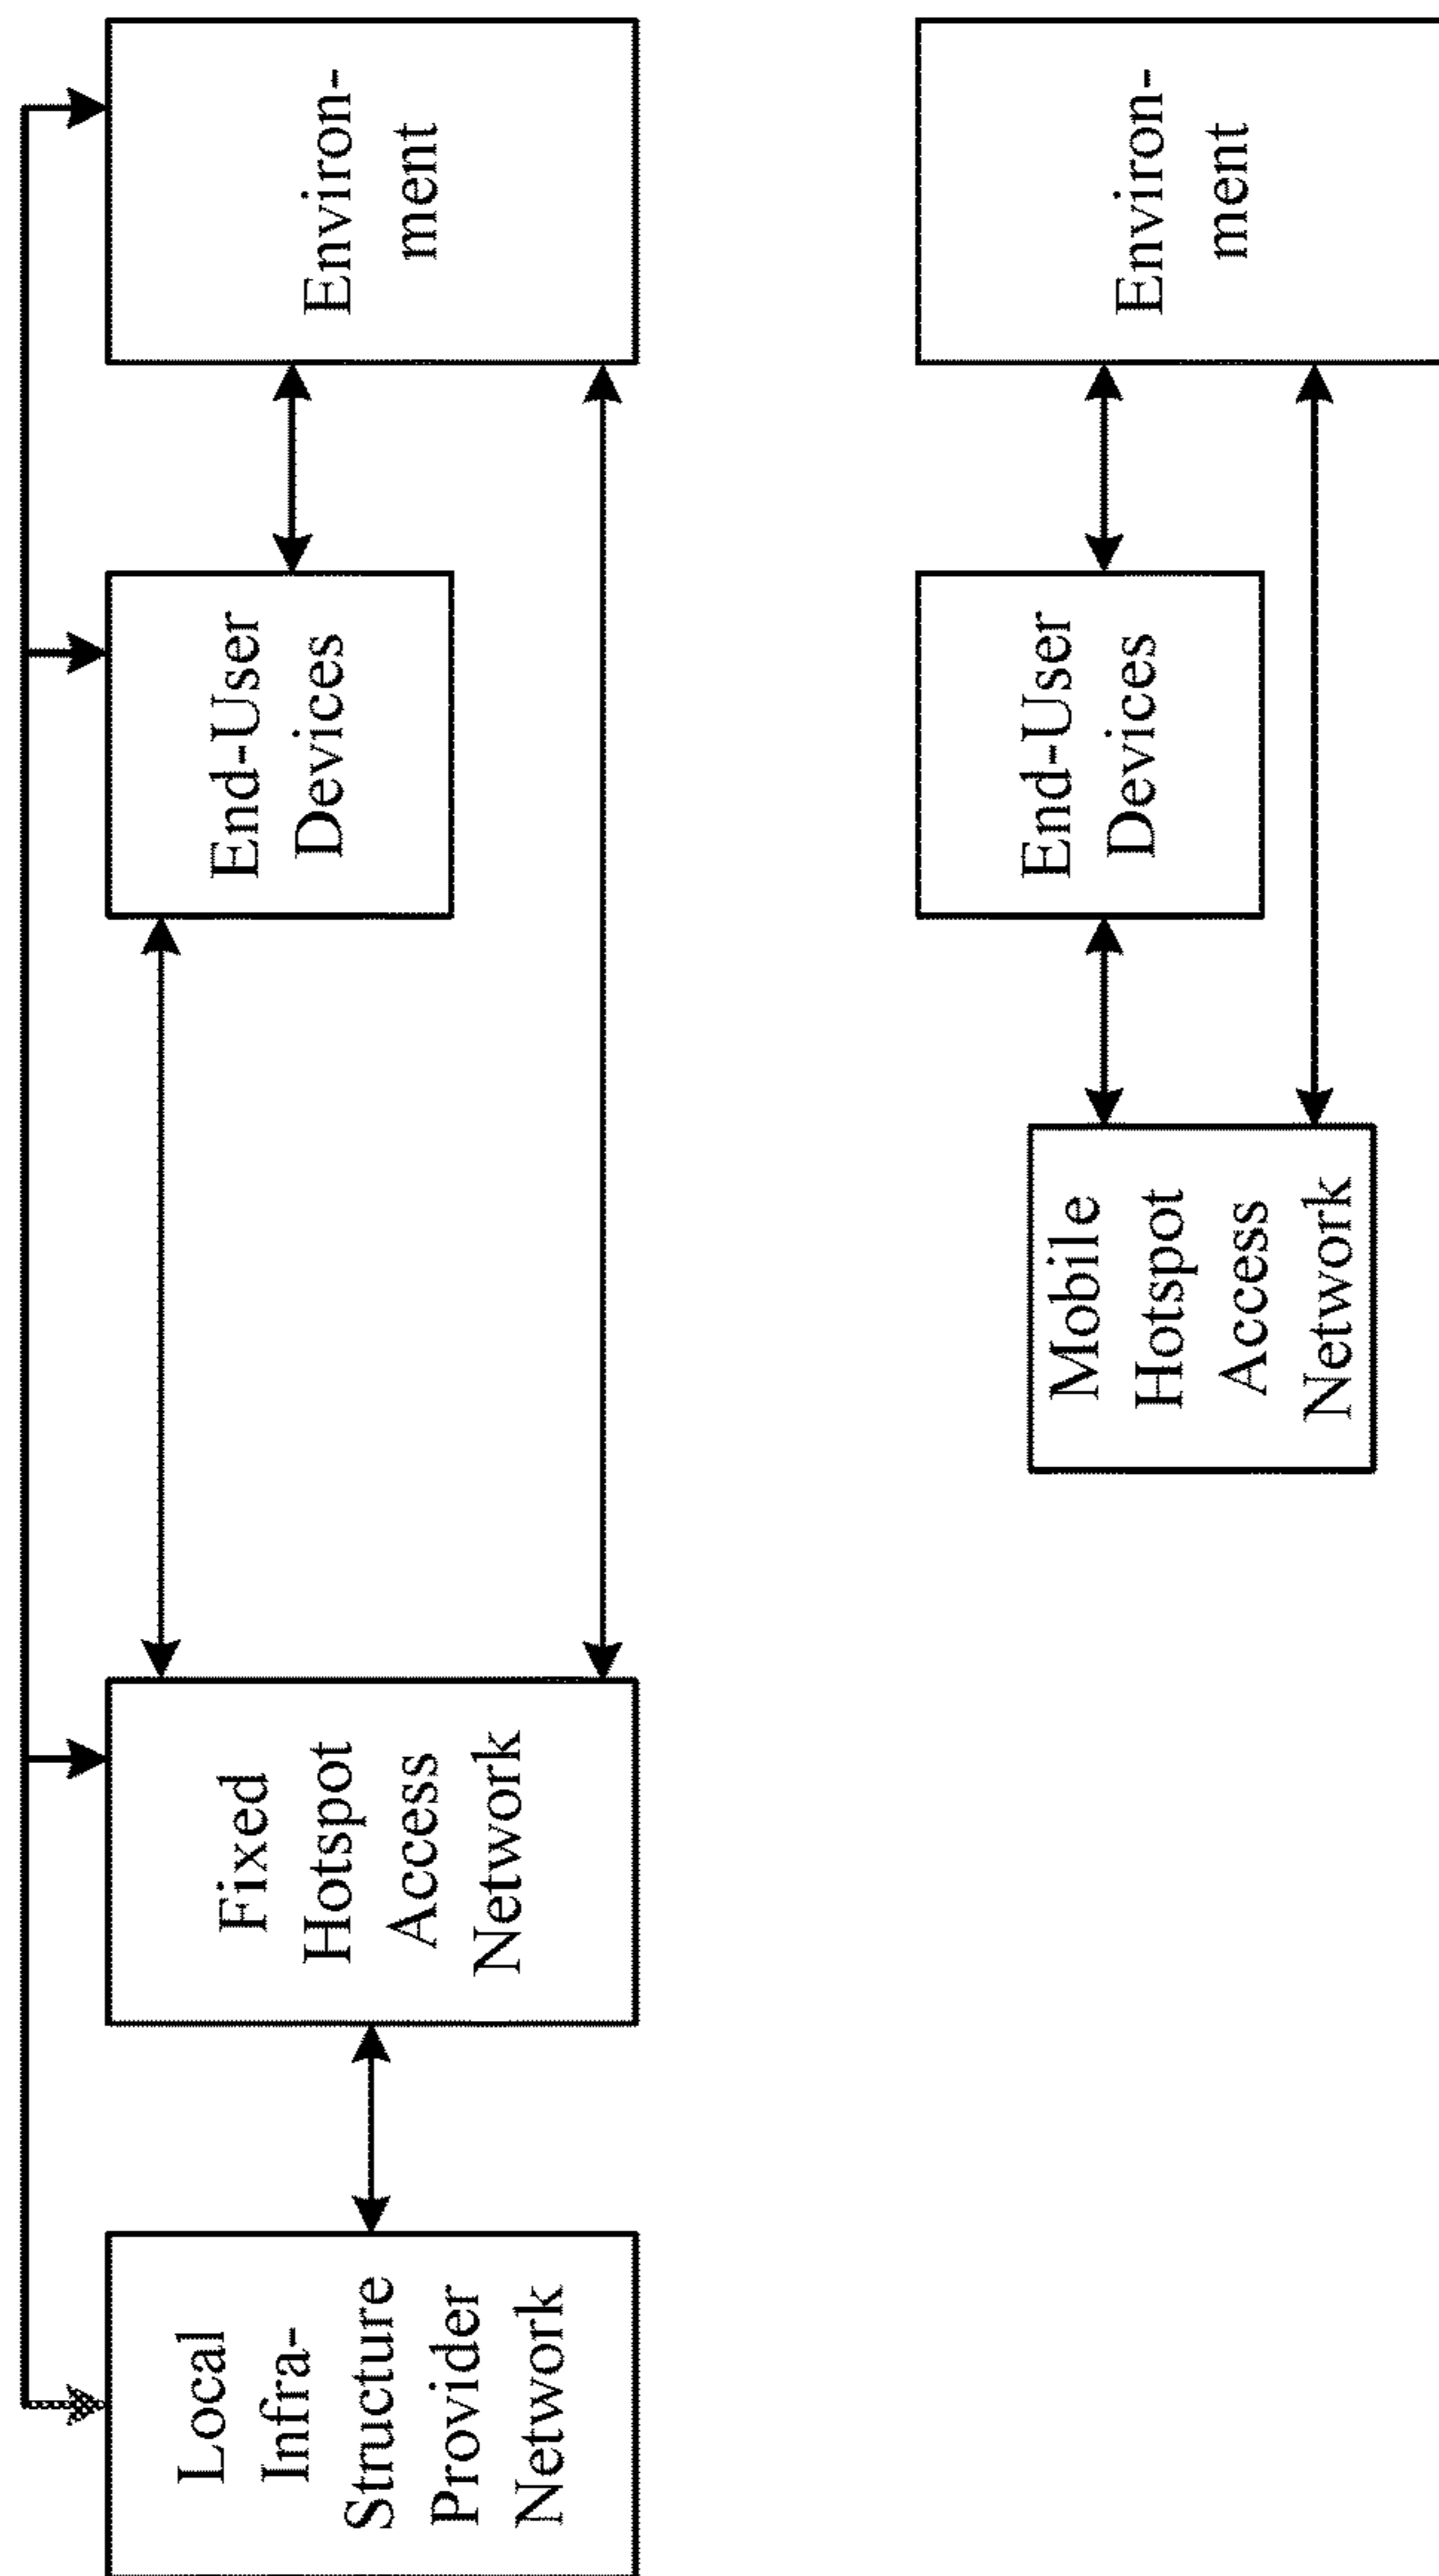 Local
Infra-
Structure
Provider
Network
Fixed
Hotspot
Access
Network
End-User
Devices
Environ-
ment
Mobile
Hotspot
Access
Network
End-User
Devices
Environ-
ment